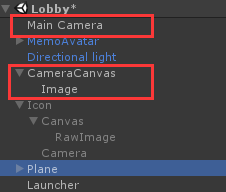 Lobby*
Main Camera
MemoAvatar
Directional light
CameraCanvas
Image
Icon
Canvas
RawImage
Camera
Plane
Launcher